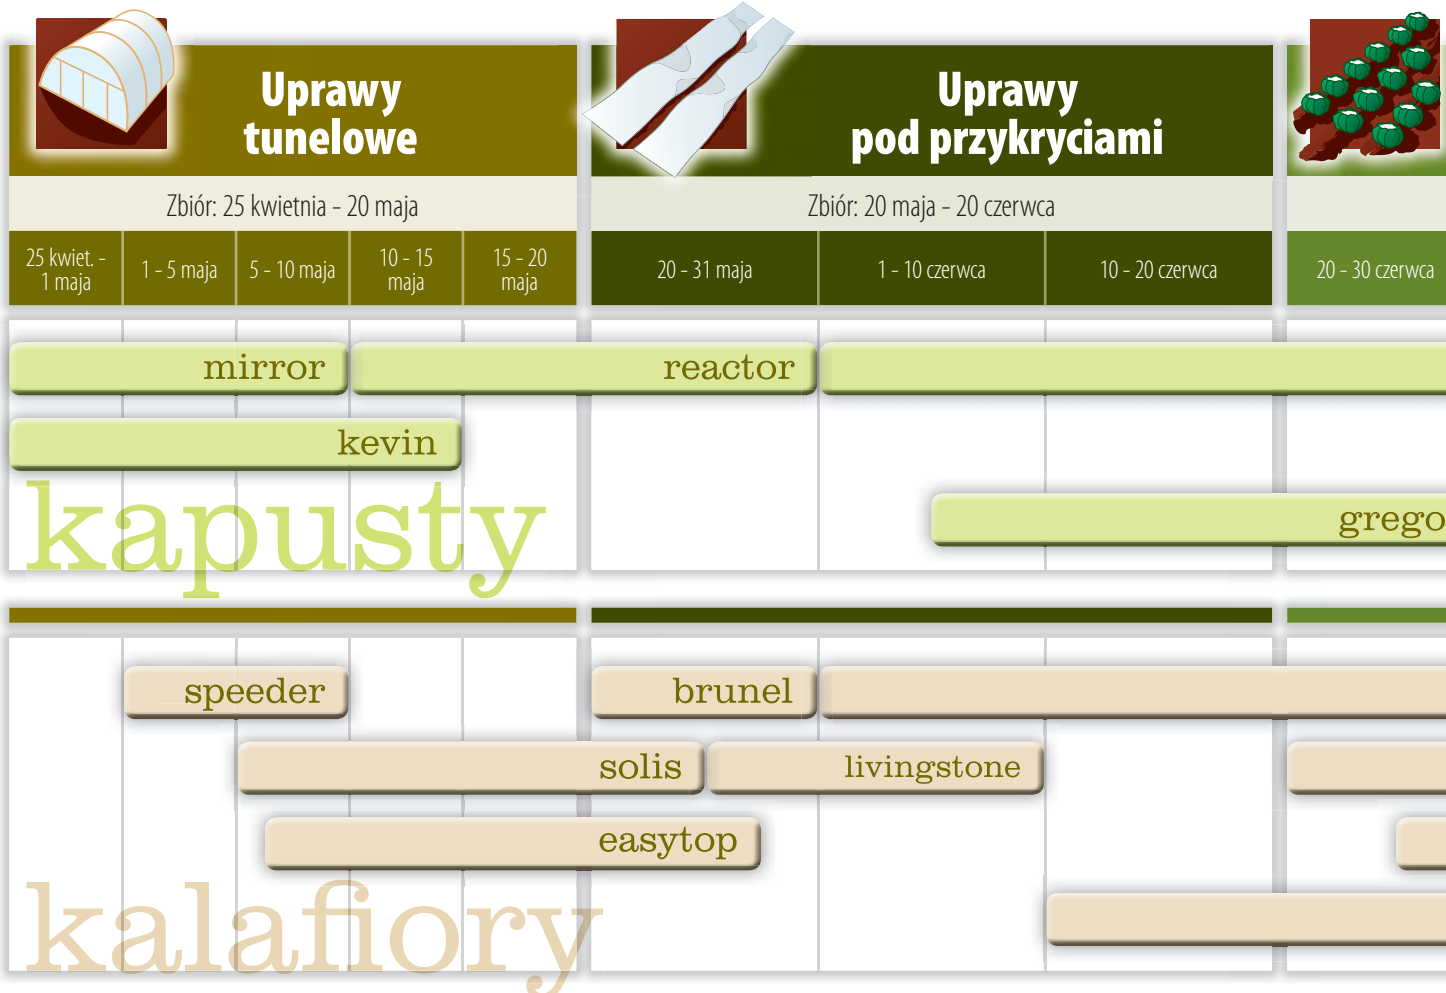 Uprawy
tunelowe
Uprawy
pod przykryciami
Zbiór: 25 kwietnia - 20 maja
Zbiór: 20 maja - 20 czerwca
25 kwiet. -
1 maja
1 - 5 maja
5 - 10 maja
10 - 15
maja
15 - 20
maja
20 - 31 maja
1 - 10 czerwca
10 - 20 czerwca
20 - 30 czerwca
mirror
reactor
kevin
grego
kapusty
speeder
brunel
solis
livingstone
easytop
kalafiory